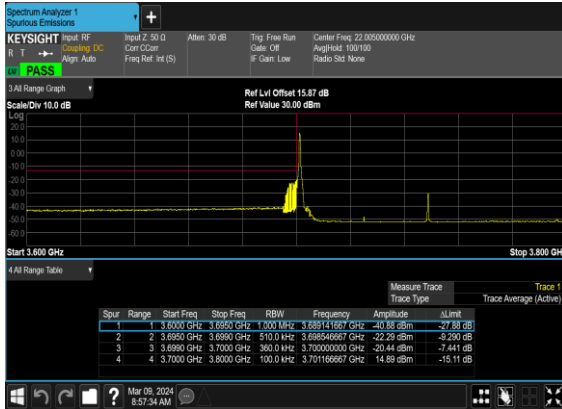 Spectrum Analyzer 1
Spurious Emissions
+
KEYSIGHT Input: RF Input Z: 50 Ω Atten: 30 dB Trig: Free Run Center Freq: 22.005000000 GHz
R T Coupling: DC Corr CCorr Gate: Off Avg|Hold: 100/100
Align: Auto Freq Ref: Int (S) IF Gain: Low Radio Std: None
PASS
3 All Range Graph Ref Lvl Offset 15.87 dB
Scale/Div 10.0 dB Ref Value 30.00 dBm
Log
20.0
10.0
0.00
-10.0
-20.0
-30.0
-40.0
-50.0
-60.0
Start 3.600 GHz Stop 3.800 GHz
4 All Range Table
Measure Trace Trace 1
Trace Type Trace Average (Active)
Spur Range Start Freq Stop Freq RBW Frequency Amplitude ΔLimit
1 1 3.6000 GHz 3.6950 GHz 1.000 MHz 3.689141667 GHz -40.88 dBm -27.88 dB
2 2 3.6950 GHz 3.6990 GHz 510.0 kHz 3.698546667 GHz -22.29 dBm -9.290 dB
3 3 3.6990 GHz 3.7000 GHz 360.0 kHz 3.700000000 GHz -20.44 dBm -7.441 dB
4 4 3.7000 GHz 3.8000 GHz 100.0 kHz 3.701166667 GHz 14.89 dBm -15.11 dB
? Mar 09, 2024
8:57:34 AM